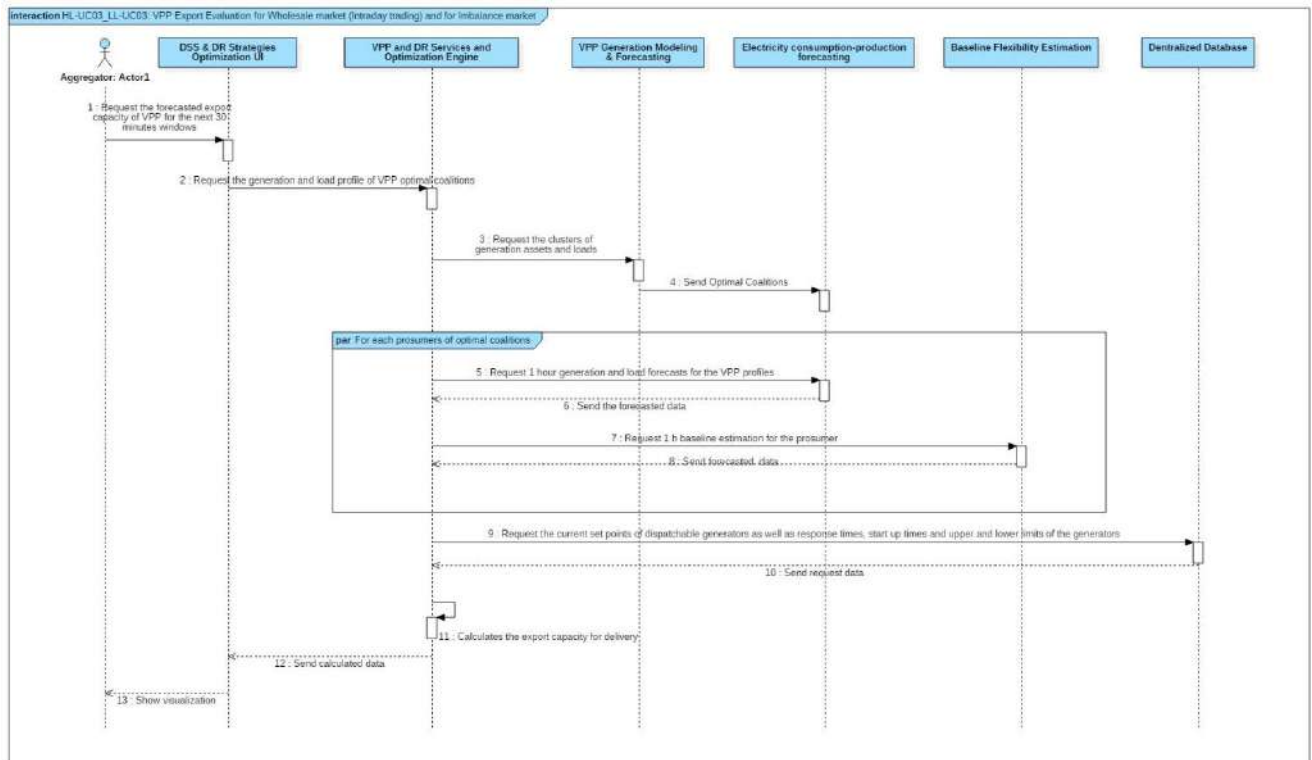 interaction HL-UC03_LL-UC03: VPP Export Evaluation for Wholesale market (Intraday trading) and for Imbalance market
Aggregator: Actor1
DSS & DR Strategies
Optimization UI
VPP and DR Services and
Optimization Engine
VPP Generation Modeling
& Forecasting
Electricity consumption-production
forecasting
Baseline Flexibility Estimation
Dentralized Database
1 : Request the forecasted export
capacity of VPP for the next 30
minutes windows
2 : Request the generation and load profile of VPP optimal coalitions
3 : Request the clusters of
generation assets and loads
4 : Send Optimal Coalitions
par For each prosumers of optimal coalitions
5 : Request 1 hour generation and load forecasts for the VPP profiles
6 : Send the forecasted data
7 : Request 1 h baseline estimation for the prosumer
8 : Send forecasted data
9 : Request the current set points of dispatchable generators as well as response times, start up times and upper and lower limits of the generators
10 : Send request data
11 : Calculates the export capacity for delivery
12 : Send calculated data
13 : Show visualization